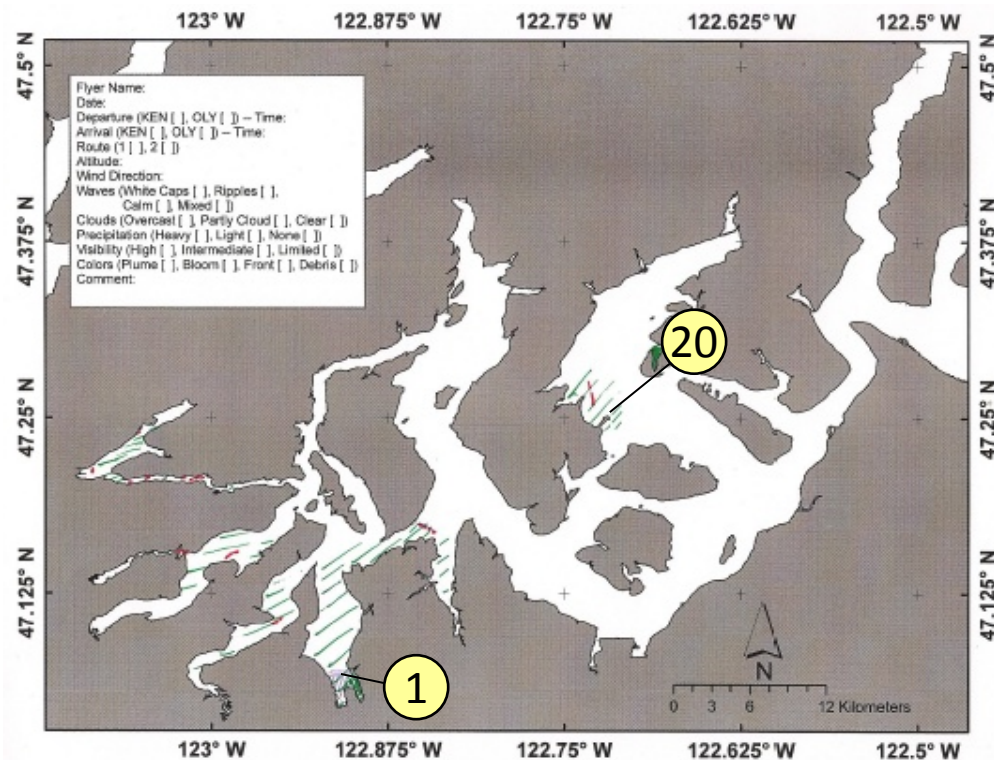 123° W 122.875° W 122.75° W 122.625° W 122.5° W
47.5° N 47.5° N
Flyer Name:
Date:
Departure (KEN [ ], OLY [ ]) – Time:
Arrival (KEN [ ], OLY [ ]) – Time:
Route (1 [ ], 2 [ ])
Altitude:
Wind Direction:
Waves (White Caps [ ], Ripples [ ],
Calm [ ], Mixed [ ])
Clouds (Overcast [ ], Partly Cloud [ ], Clear [ ])
Precipitation (Heavy [ ], Light [ ], None [ ])
Visibility (High [ ], Intermediate [ ], Limited [ ])
Colors (Plume [ ], Bloom [ ], Front [ ], Debris [ ])
Comment:
47.375° N 47.375° N
20
47.25° N 47.25° N
47.125° N 47.125° N
1
N
0 3 6 12 Kilometers
123° W 122.875° W 122.75° W 122.625° W 122.5° W